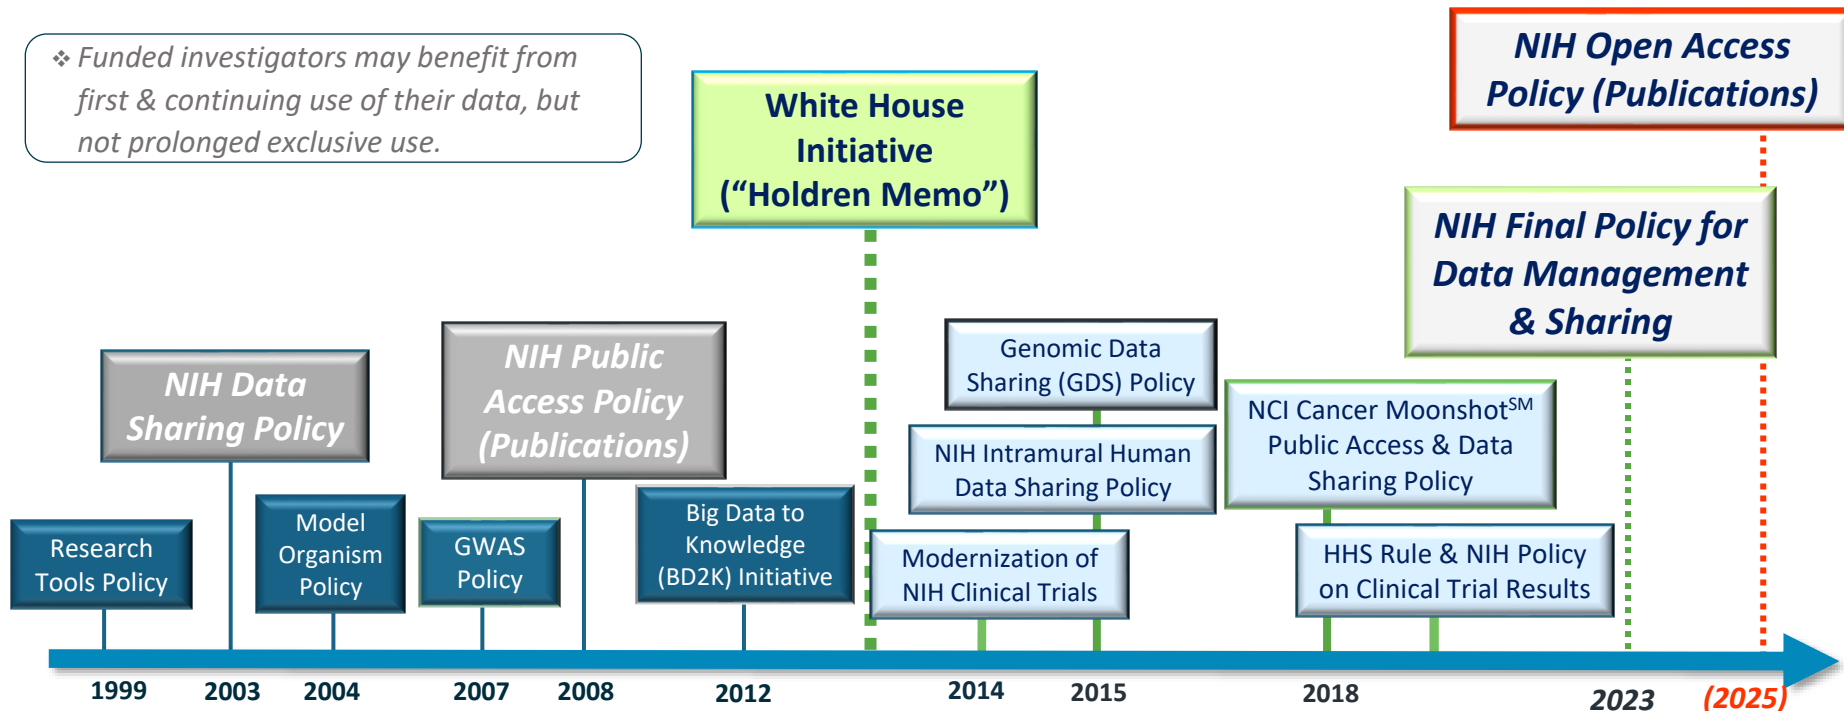 ❖ Funded investigators may benefit from
first & continuing use of their data, but
not prolonged exclusive use.
White House
Initiative
(“Holdren Memo”)
NIH Open Access
Policy (Publications)
NIH Final Policy for
Data Management
& Sharing
NIH Data
Sharing Policy
NIH Public
Access Policy
(Publications)
Genomic Data
Sharing (GDS) Policy
NCI Cancer Moonshot℠
Public Access & Data
Sharing Policy
NIH Intramural Human
Data Sharing Policy
Research
Tools Policy
Model
Organism
Policy
GWAS
Policy
Big Data to
Knowledge
(BD2K) Initiative
Modernization of
NIH Clinical Trials
HHS Rule & NIH Policy
on Clinical Trial Results
1999
2003
2004
2007
2008
2012
2014
2015
2018
2023
(2025)